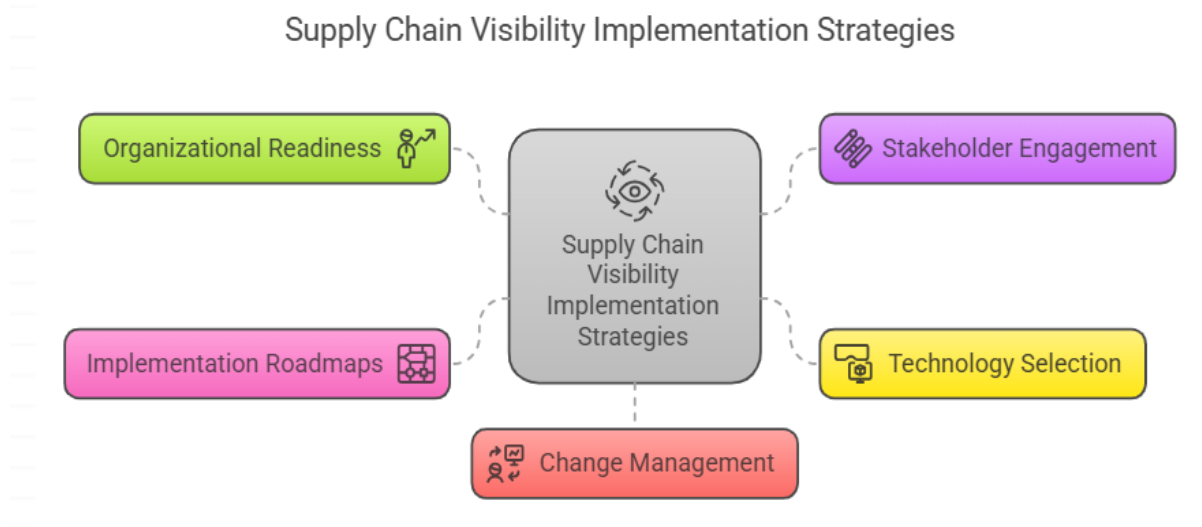 Supply Chain Visibility Implementation Strategies
Organizational Readiness
Stakeholder Engagement
Supply Chain
Visibility
Implementation
Strategies
Implementation Roadmaps
Technology Selection
Change Management